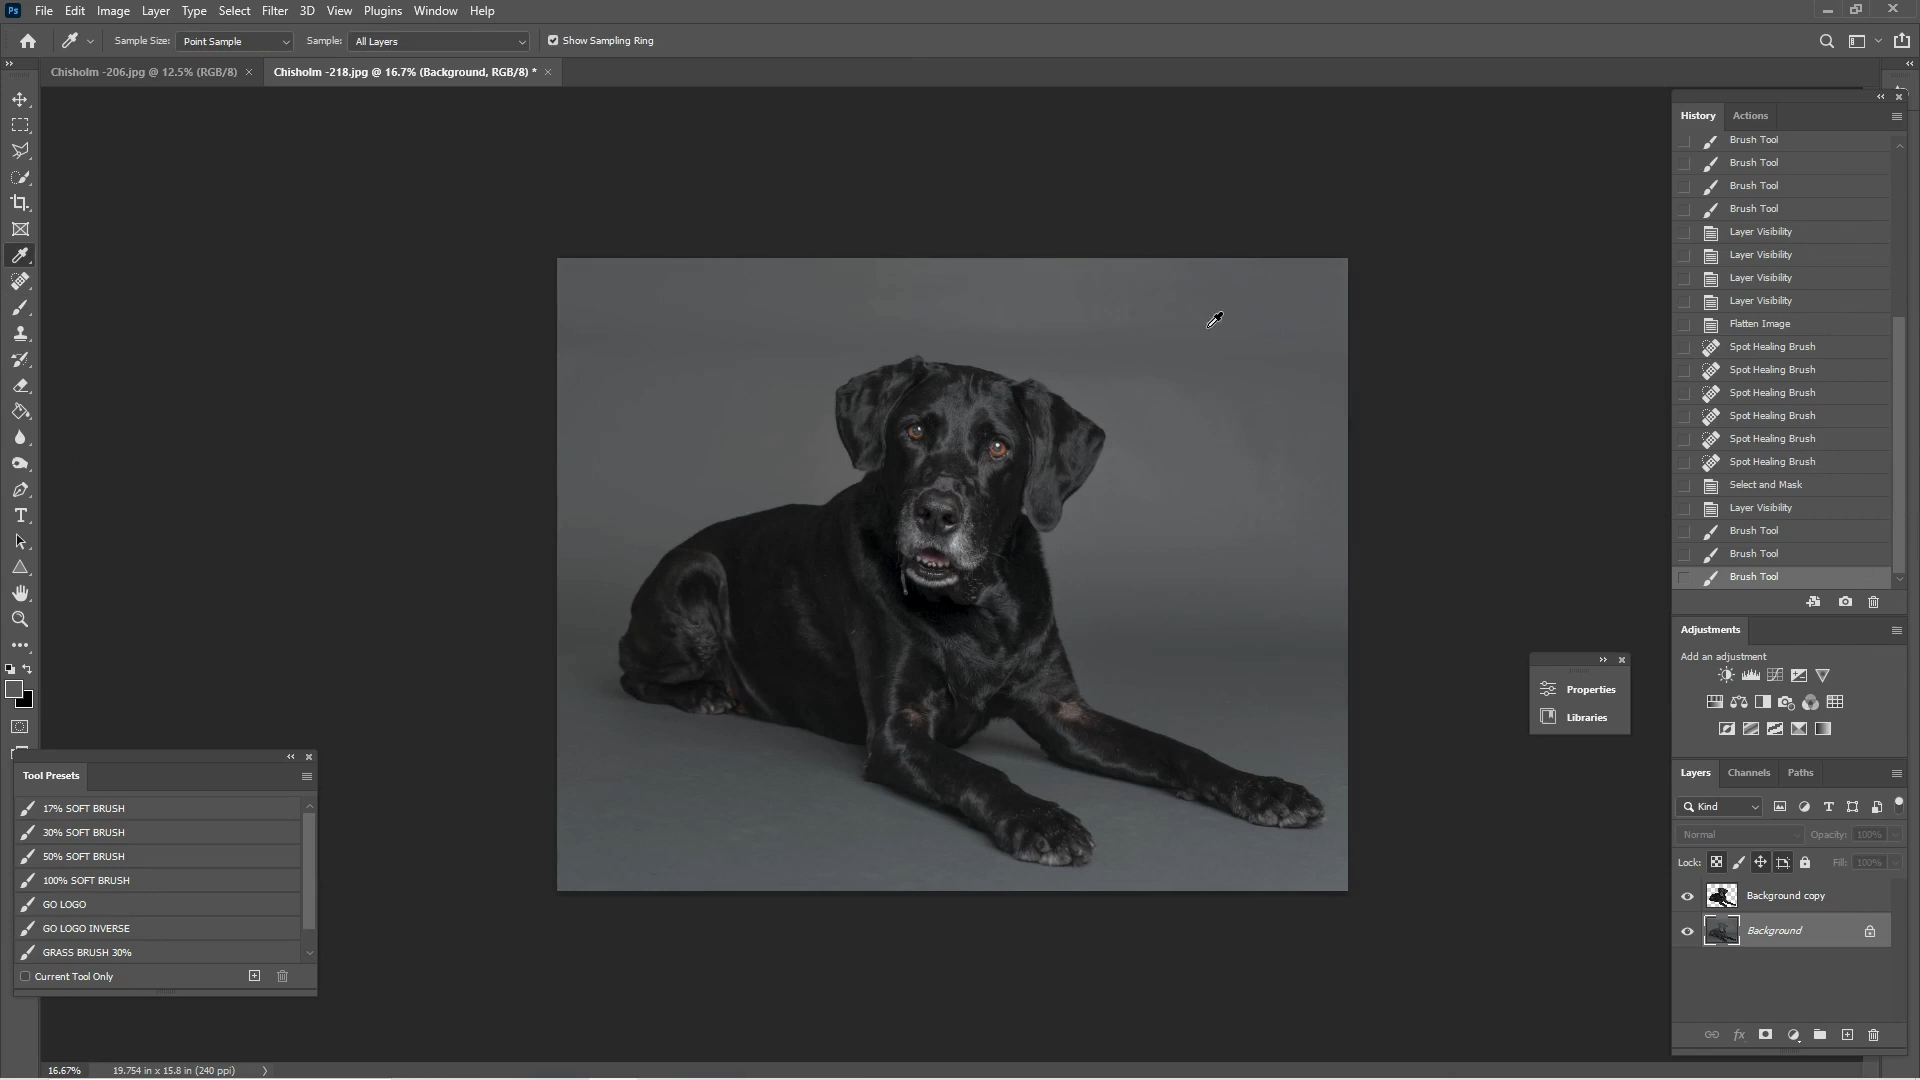 Ps File Edit Image Layer Type Select Filter 3D View Plugins Window Help
Sample Size: Point Sample Sample: All Layers Show Sampling Ring
Chisholm -206.jpg @ 12.5% (RGB/8) × Chisholm -218.jpg @ 16.7% (Background, RGB/8) * ×
History Actions
Brush Tool
Brush Tool
Brush Tool
Brush Tool
Layer Visibility
Layer Visibility
Layer Visibility
Layer Visibility
Flatten Image
Spot Healing Brush
Spot Healing Brush
Spot Healing Brush
Spot Healing Brush
Spot Healing Brush
Spot Healing Brush
Select and Mask
Layer Visibility
Brush Tool
Brush Tool
Brush Tool
Adjustments
Add an adjustment
Properties
Libraries
Layers Channels Paths
Kind
Normal Opacity: 100%
Lock: Fill: 100%
Background copy
Background
Tool Presets
17% SOFT BRUSH
30% SOFT BRUSH
50% SOFT BRUSH
100% SOFT BRUSH
GO LOGO
GO LOGO INVERSE
GRASS BRUSH 30%
Current Tool Only
16.67% 19.754 in x 15.8 in (240 ppi)